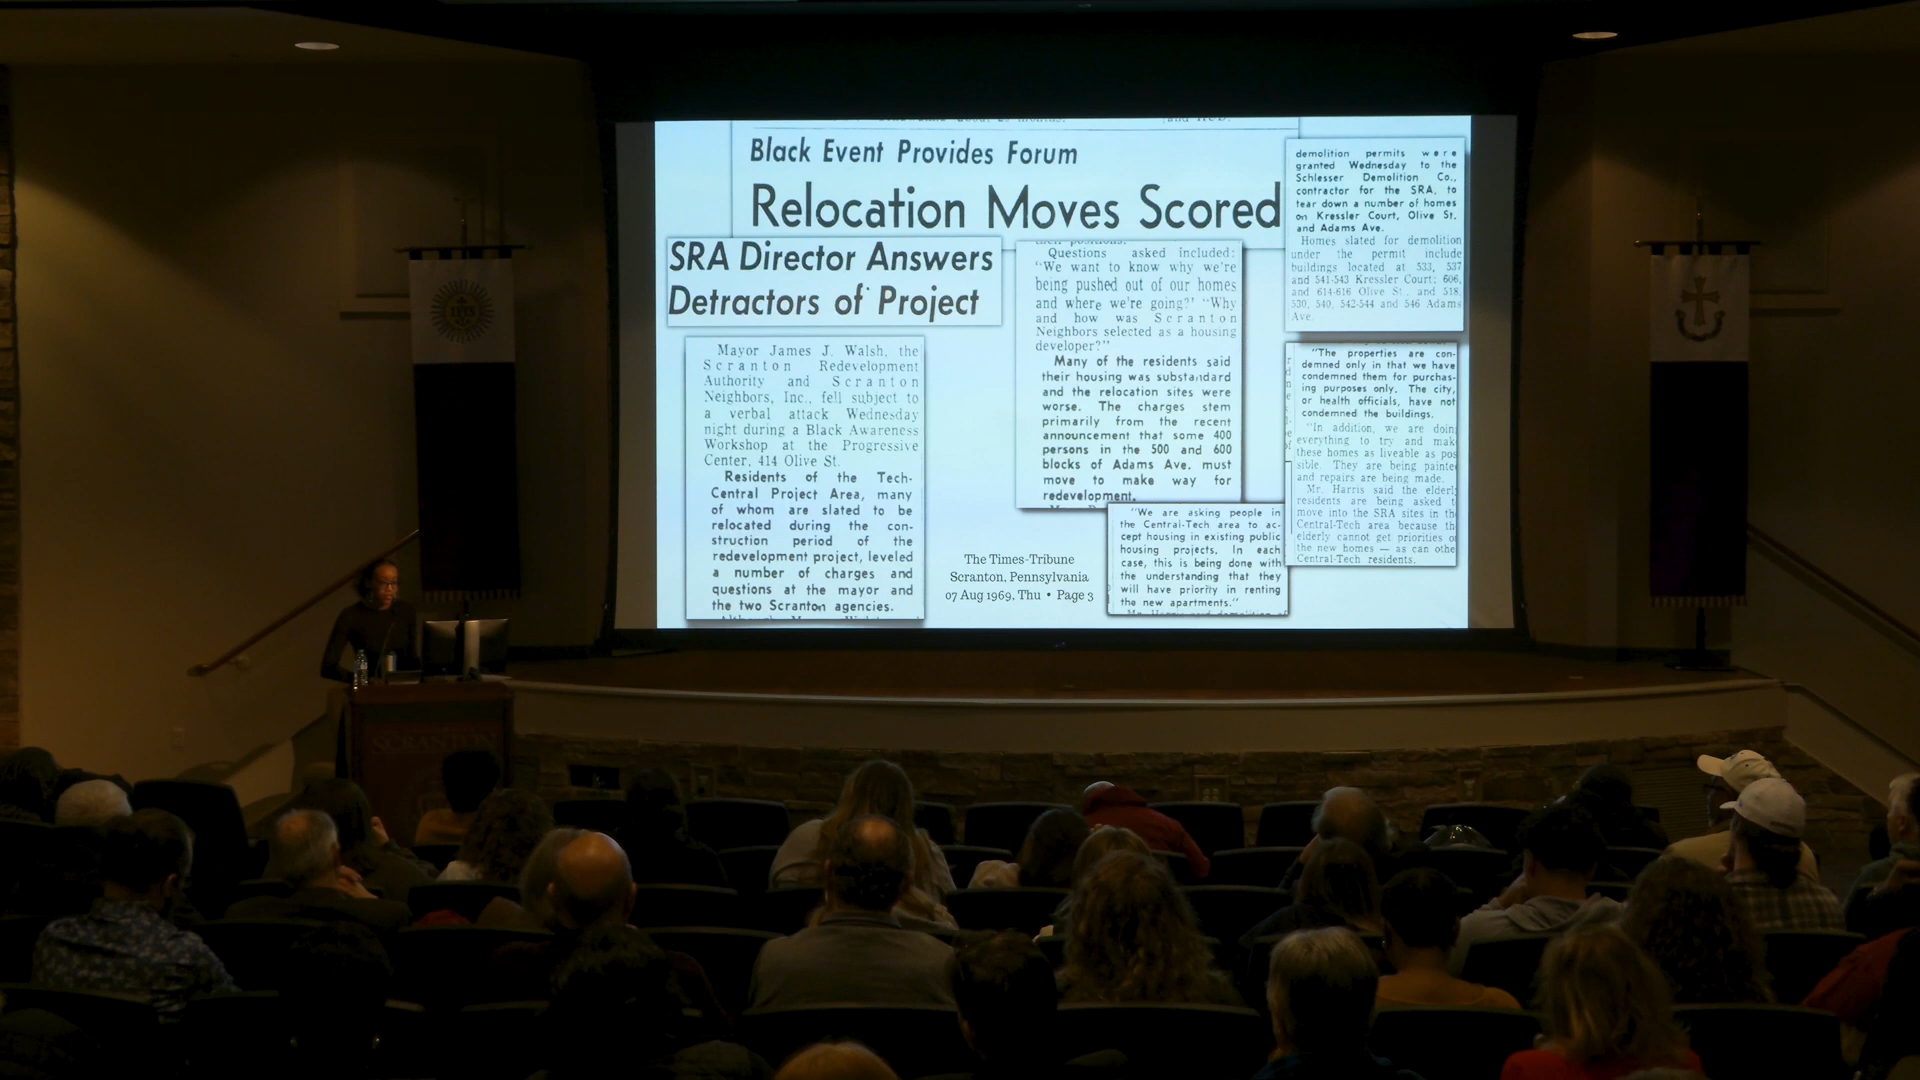 Black Event Provides Forum
Relocation Moves Scored
SRA Director Answers
Detractors of Project
Mayor James J. Walsh, the
Scranton Redevelopment
Authority and Scranton
Neighbors, Inc., fell subject to
a verbal attack Wednesday
night during a Black Awareness
Workshop at the Progressive
Center, 414 Olive St.
Residents of the Tech-
Central Project Area, many
of whom are slated to be
relocated during the con-
struction period of the
redevelopment project, leveled
a number of charges and
questions at the mayor and
the two Scranton agencies.
their positions.
Questions asked included:
"We want to know why we're
being pushed out of our homes
and where we're going?' "Why
and how was Scranton
Neighbors selected as a housing
developer?"
Many of the residents said
their housing was substandard
and the relocation sites were
worse. The charges stem
primarily from the recent
announcement that some 400
persons in the 500 and 600
blocks of Adams Ave. must
move to make way for
redevelopment.
The Times-Tribune
Scranton, Pennsylvania
07 Aug 1969, Thu • Page 3
"We are asking people in
the Central-Tech area to ac-
cept housing in existing public
housing projects. In each
case, this is being done with
the understanding that they
will have priority in renting
the new apartments."
demolition permits were
granted Wednesday to the
Schlesser Demolition Co.,
contractor for the SRA, to
tear down a number of homes
on Kressler Court, Olive St.
and Adams Ave.
Homes slated for demolition
under the permit include
buildings located at 533, 537
and 541-543 Kressler Court; 606,
and 614-616 Olive St., and 518,
530, 540, 542-544 and 546 Adams
Ave.
"The properties are con-
demned only in that we have
condemned them for purchas-
ing purposes only. The city,
or health officials, have not
condemned the buildings.
"In addition, we are doin
everything to try and mak
these homes as liveable as pos
sible. They are being painte
and repairs are being made.
Mr. Harris said the elderl
residents are being asked t
move into the SRA sites in th
Central-Tech area because th
elderly cannot get priorities o
the new homes — as can othe
Central-Tech residents.
IHS
SCRANTON